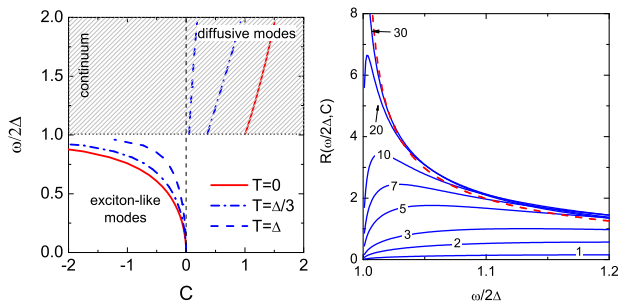 2.0
1.5
1.0
0.5
0.0
ω/2Δ
continuum
diffusive modes
exciton-like
modes
T=0
T=Δ/3
T=Δ
-2
-1
0
1
2
C
8
6
4
2
0
R(ω/2Δ,C)
30
20
10
7
5
3
2
1
1.0
1.1
1.2
ω/2Δ